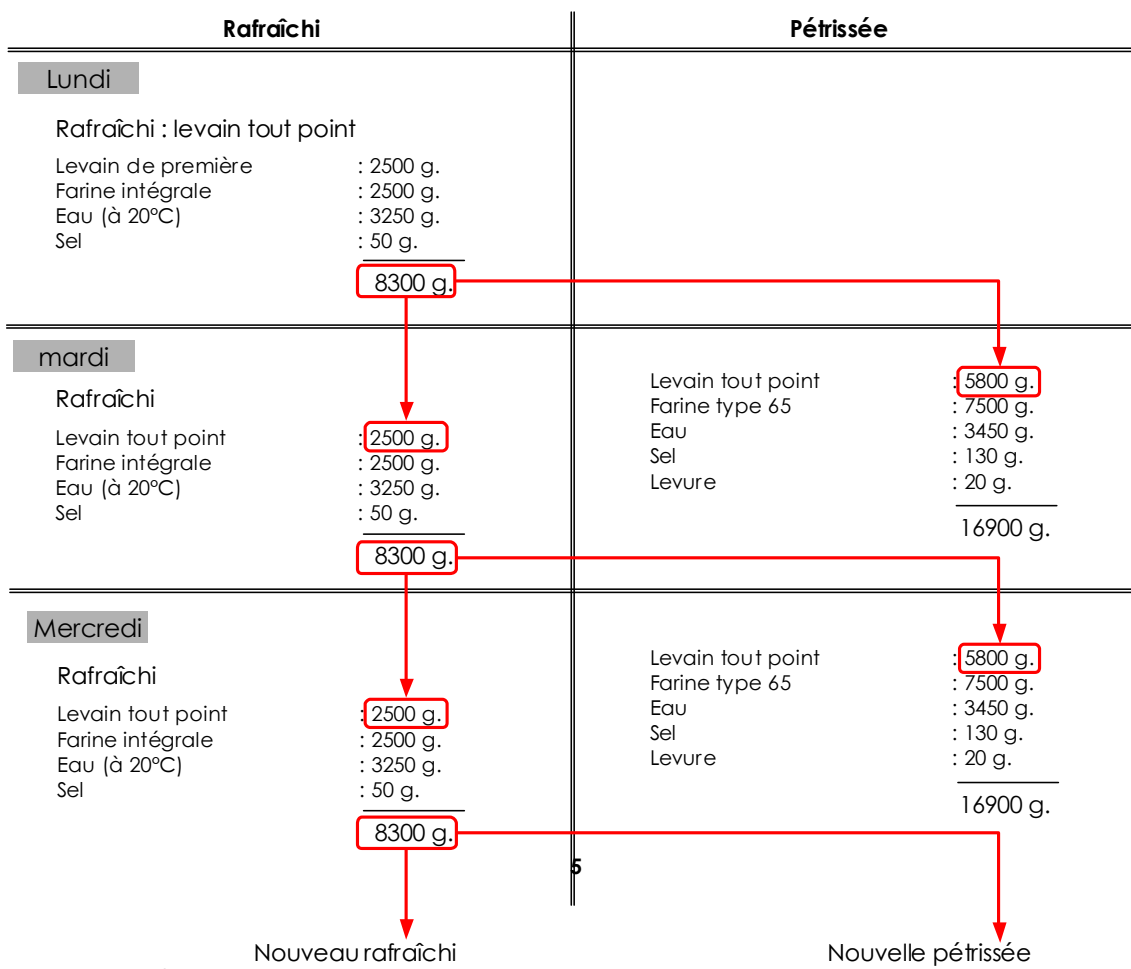 Rafraîchi Pétrissée
Lundi
Rafraîchi : levain tout point
Levain de première : 2500 g.
Farine intégrale : 2500 g.
Eau (à 20°C) : 3250 g.
Sel : 50 g.
8300 g.
mardi
Rafraîchi
Levain tout point : 2500 g.
Farine intégrale : 2500 g.
Eau (à 20°C) : 3250 g.
Sel : 50 g.
8300 g.
Levain tout point : 5800 g.
Farine type 65 : 7500 g.
Eau : 3450 g.
Sel : 130 g.
Levure : 20 g.
16900 g.
Mercredi
Rafraîchi
Levain tout point : 2500 g.
Farine intégrale : 2500 g.
Eau (à 20°C) : 3250 g.
Sel : 50 g.
8300 g.
Levain tout point : 5800 g.
Farine type 65 : 7500 g.
Eau : 3450 g.
Sel : 130 g.
Levure : 20 g.
16900 g.
5
Nouveau rafraîchi Nouvelle pétrissée